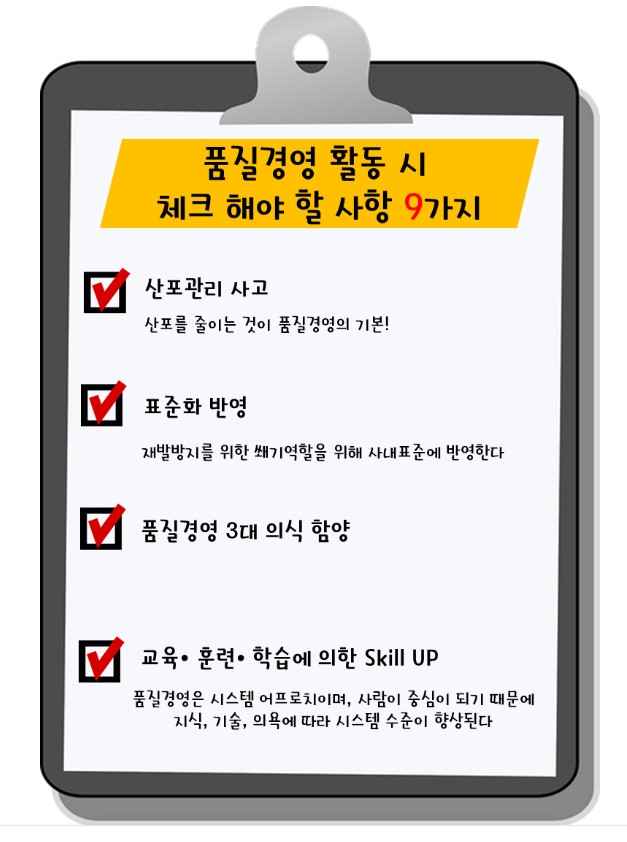 품질경영 활동 시
체크 해야 할 사항 9가지
산포관리 사고
산포를 줄이는 것이 품질경영의 기본!
표준화 반영
재발방지를 위한 쐐기역할을 위해 사내표준에 반영한다
품질경영 3대 의식 함양
교육• 훈련• 학습에 의한 Skill UP
품질경영은 시스템 어프로치이며, 사람이 중심이 되기 때문에
지식, 기술, 의욕에 따라 시스템 수준이 향상된다